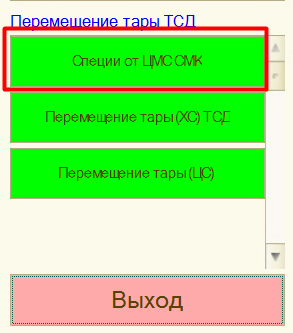 Перемещение тары ТСД
Специи от ЦМС СМК
Перемещение тары (ХС) ТСД
Перемещение тары (ЦС)
Выход